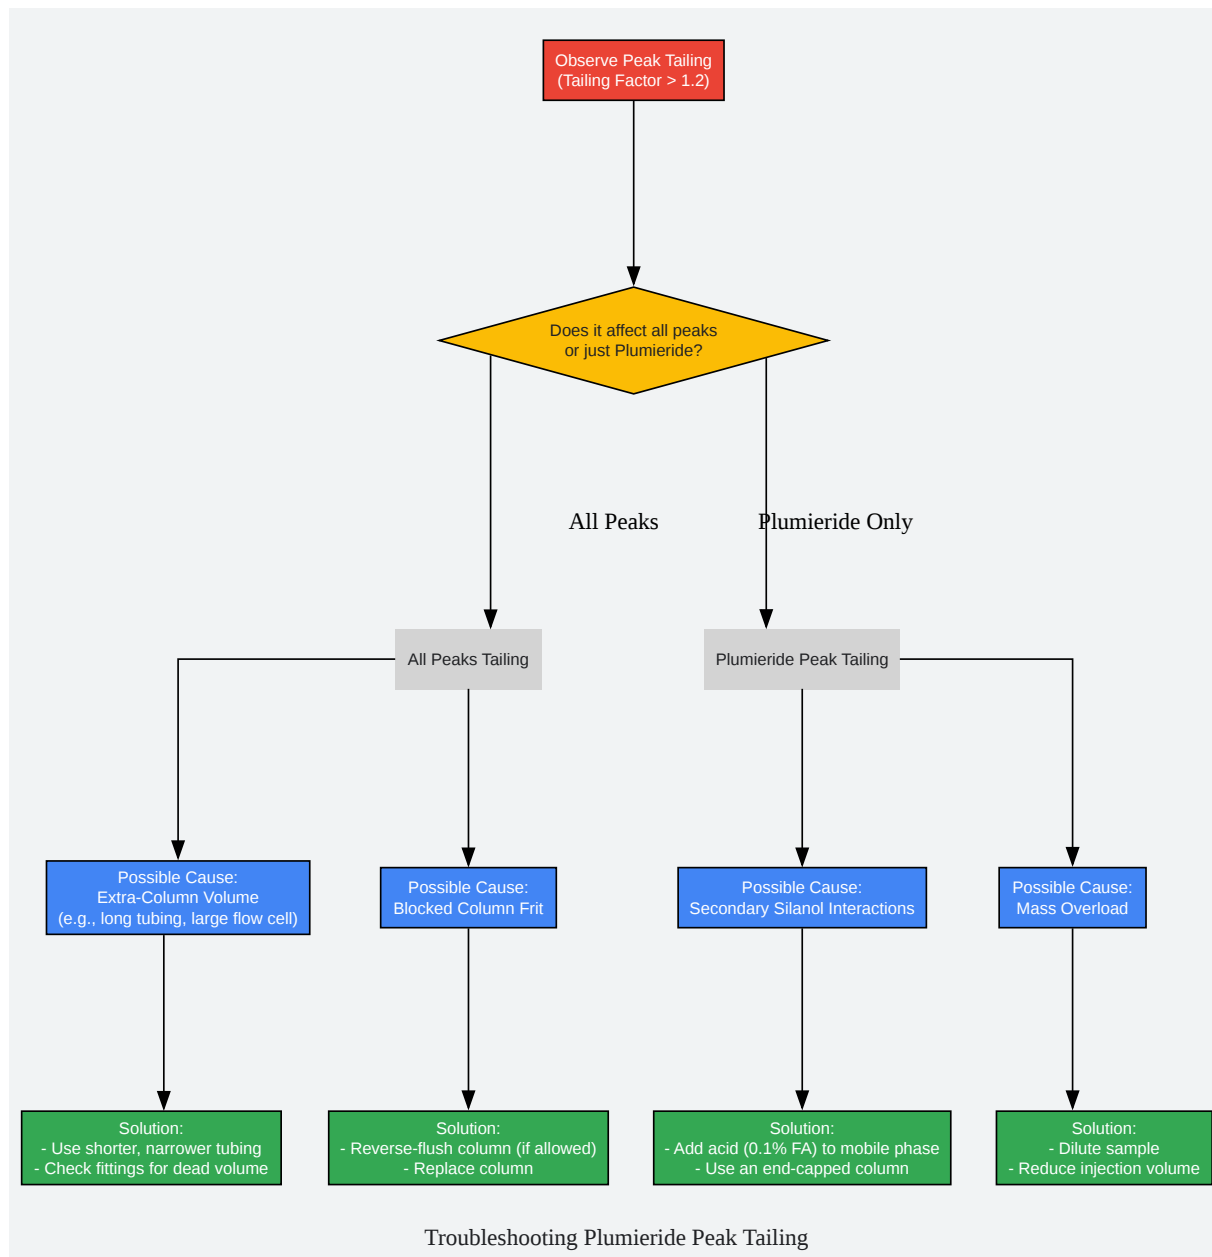 Observe Peak Tailing
(Tailing Factor > 1.2)
Does it affect all peaks
or just Plumieride?
All Peaks
Plumieride Only
All Peaks Tailing
Plumieride Peak Tailing
Possible Cause:
Extra-Column Volume
(e.g., long tubing, large flow cell)
Possible Cause:
Blocked Column Frit
Possible Cause:
Secondary Silanol Interactions
Possible Cause:
Mass Overload
Solution:
- Use shorter, narrower tubing
- Check fittings for dead volume
Solution:
- Reverse-flush column (if allowed)
- Replace column
Solution:
- Add acid (0.1% FA) to mobile phase
- Use an end-capped column
Solution:
- Dilute sample
- Reduce injection volume
Troubleshooting Plumieride Peak Tailing